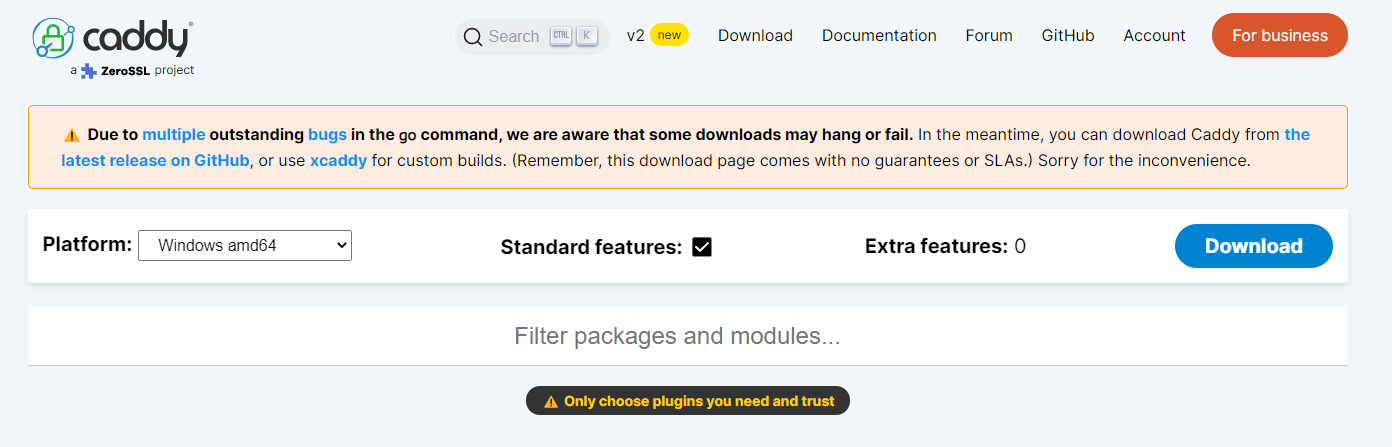 caddy®
a ZeroSSL project
Search CTRL K
v2 new Download Documentation Forum GitHub Account For business
⚠ Due to multiple outstanding bugs in the go command, we are aware that some downloads may hang or fail. In the meantime, you can download Caddy from the
latest release on GitHub, or use xcaddy for custom builds. (Remember, this download page comes with no guarantees or SLAs.) Sorry for the inconvenience.
Platform: Windows amd64 Standard features: Extra features: 0 Download
Filter packages and modules...
⚠ Only choose plugins you need and trust